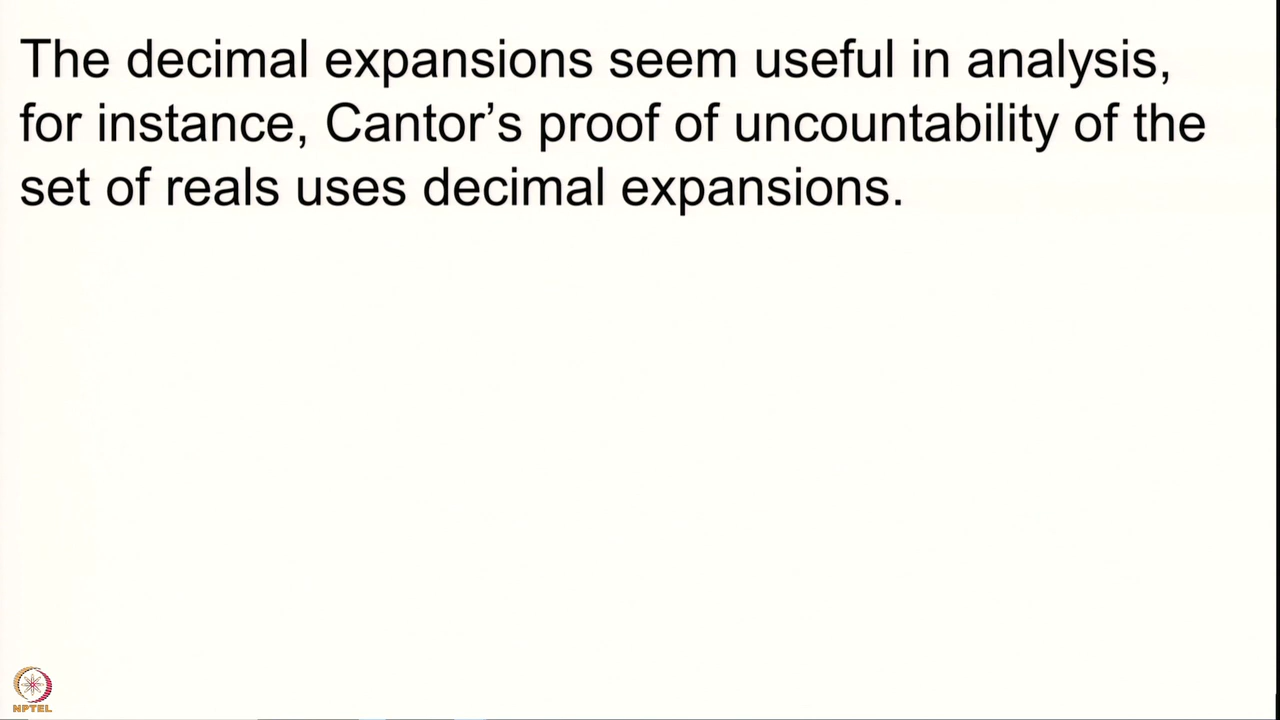 The decimal expansions seem useful in analysis,
for instance, Cantor’s proof of uncountability of the
set of reals uses decimal expansions.
NPTEL